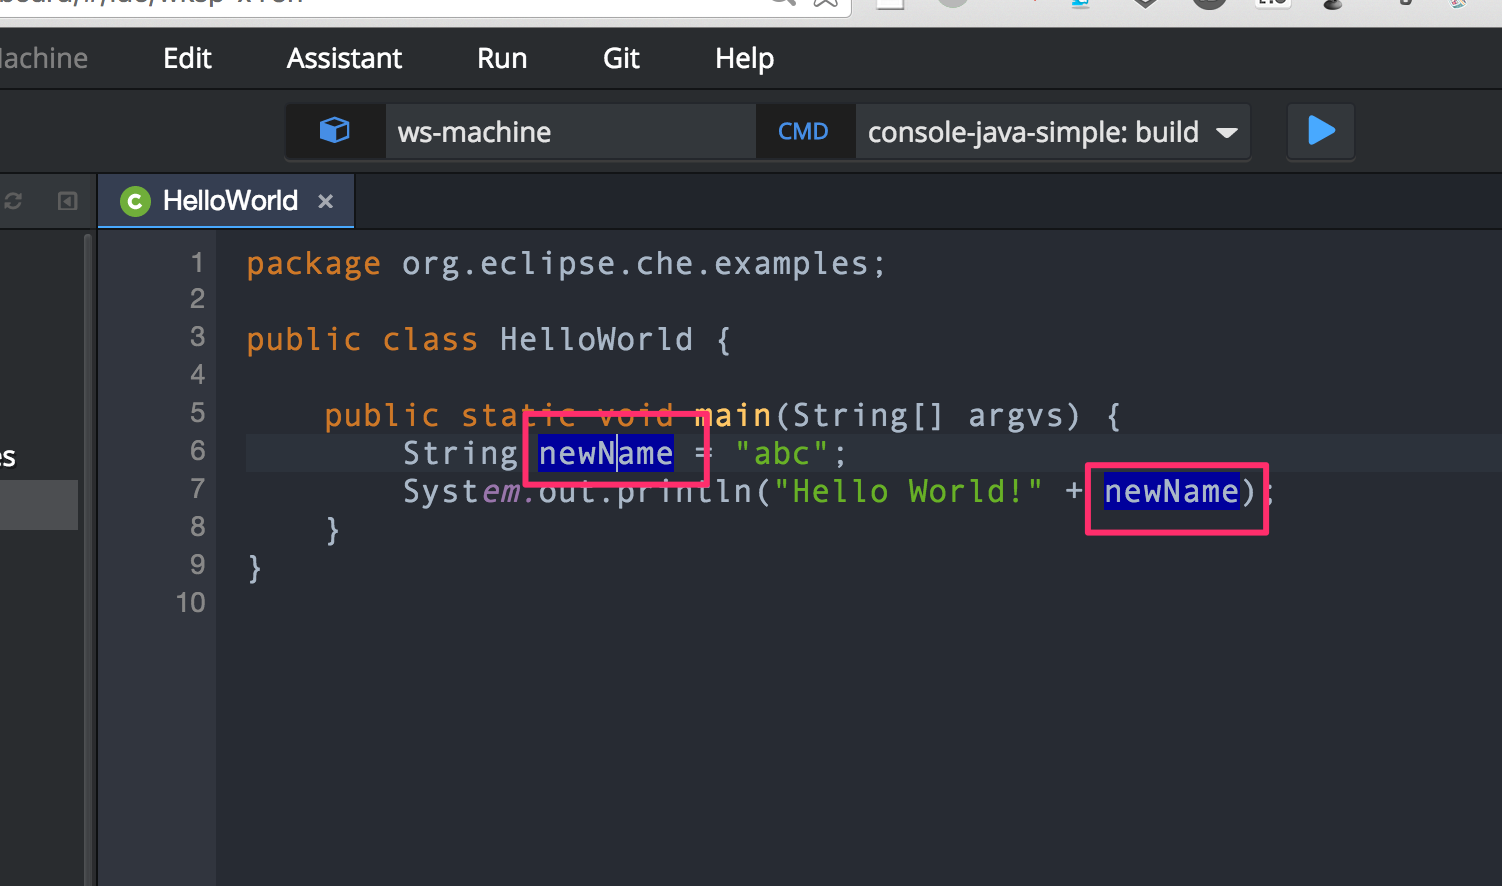 Edit Assistant Run Git Help
ws-machine CMD console-java-simple: build
C HelloWorld ×
1 package org.eclipse.che.examples;
2
3 public class HelloWorld {
4
5 public static void main(String[] argvs) {
6 String newName = "abc";
7 System.out.println("Hello World!" + newName);
8 }
9 }
10